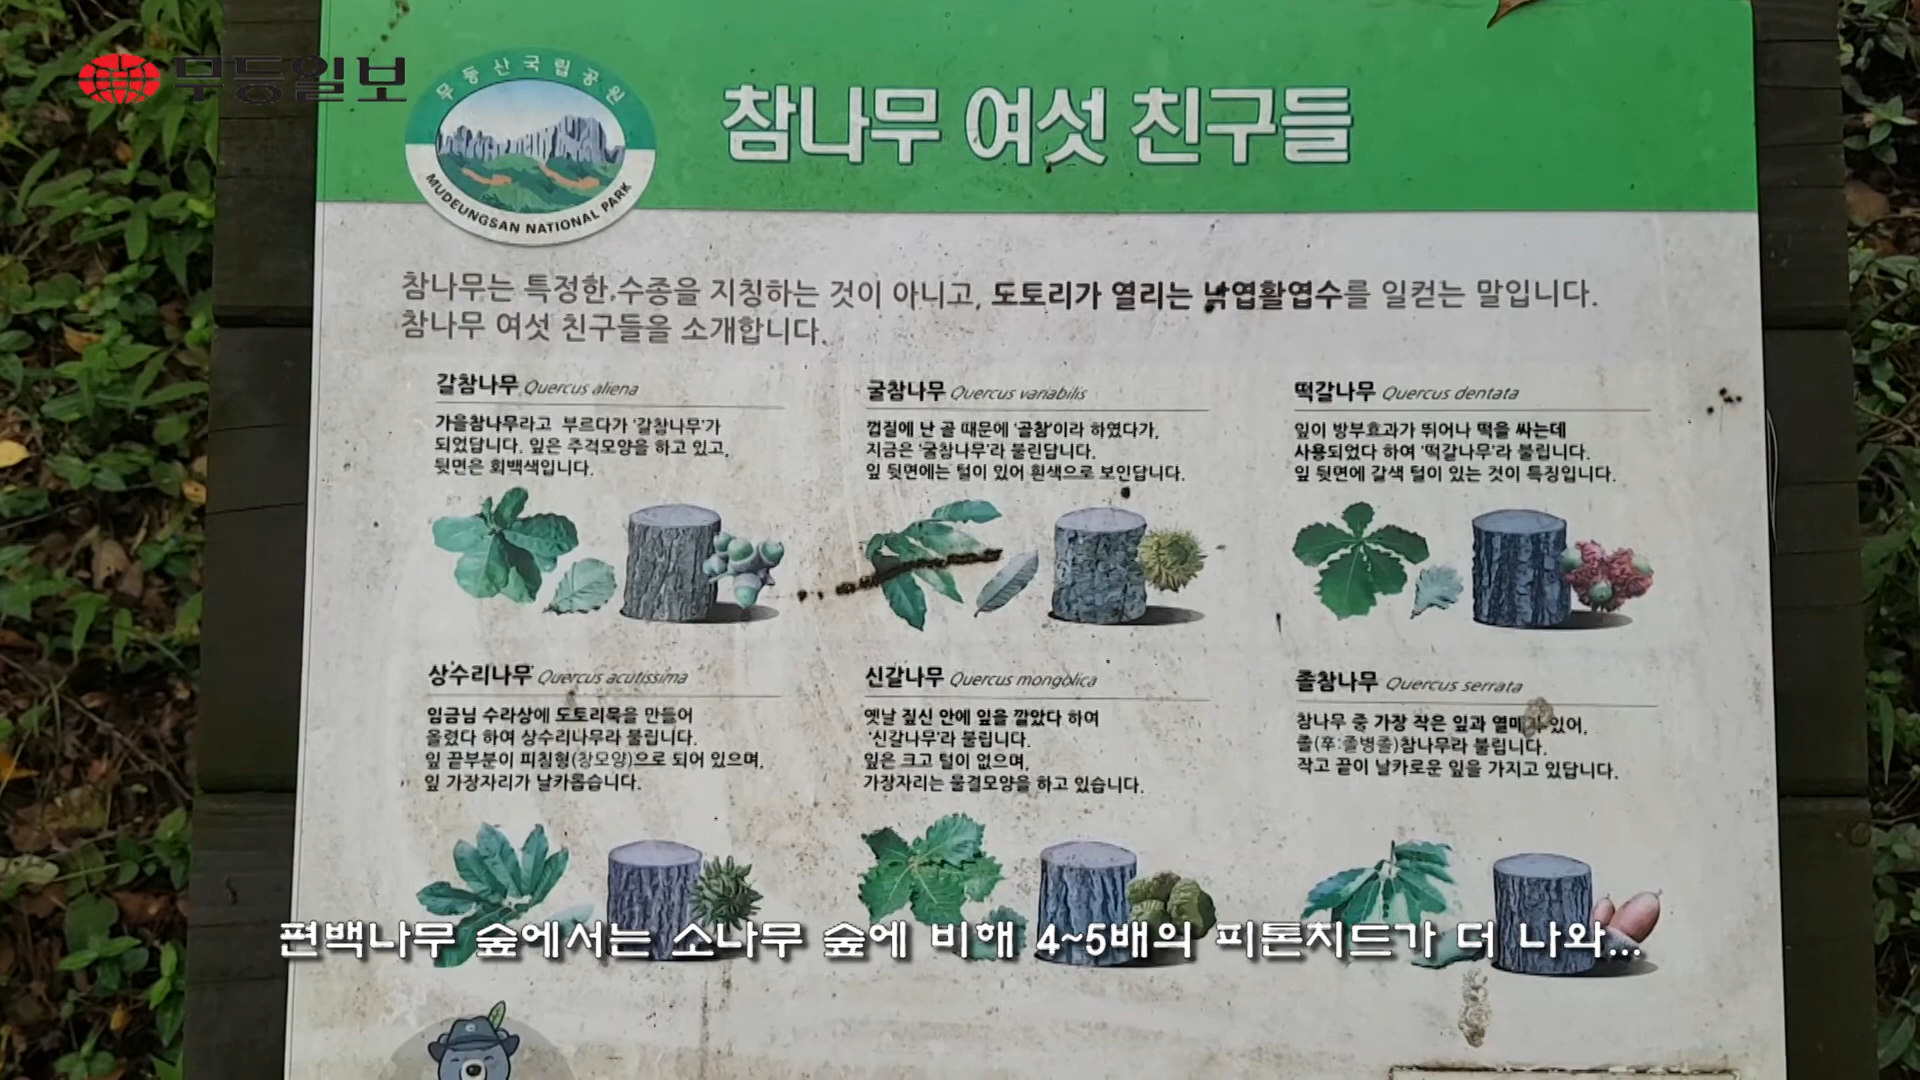 무등일보
무등산국립공원
MUDEUNGSAN NATIONAL PARK
참나무 여섯 친구들
참나무는 특정한 수종을 지칭하는 것이 아니고, 도토리가 열리는 낙엽활엽수를 일컫는 말입니다.
참나무 여섯 친구들을 소개합니다.
갈참나무 Quercus aliena
가을참나무라고 부르다가 '갈참나무'가
되었답니다. 잎은 주걱모양을 하고 있고,
뒷면은 회백색입니다.
굴참나무 Quercus variabilis
껍질에 난 골 때문에 '골참'이라 하였다가,
지금은 '굴참나무'라 불린답니다.
잎 뒷면에는 털이 있어 흰색으로 보인답니다.
떡갈나무 Quercus dentata
잎이 방부효과가 뛰어나 떡을 싸는데
사용되었다 하여 '떡갈나무'라 불립니다.
잎 뒷면에 갈색 털이 있는 것이 특징입니다.
상수리나무 Quercus acutissima
임금님 수라상에 도토리묵을 만들어
올렸다 하여 상수리나무라 불립니다.
잎 끝부분이 피침형(창모양)으로 되어 있으며,
잎 가장자리가 날카롭습니다.
신갈나무 Quercus mongolica
옛날 짚신 안에 잎을 깔았다 하여
'신갈나무'라 불립니다.
잎은 크고 털이 없으며,
가장자리는 물결모양을 하고 있습니다.
졸참나무 Quercus serrata
참나무 중 가장 작은 잎과 열매가 있어,
졸(후:졸병졸)참나무라 불립니다.
작고 끝이 날카로운 잎을 가지고 있답니다.
편백나무 숲에서는 소나무 숲에 비해 4~5배의 피톤치드가 더 나와...